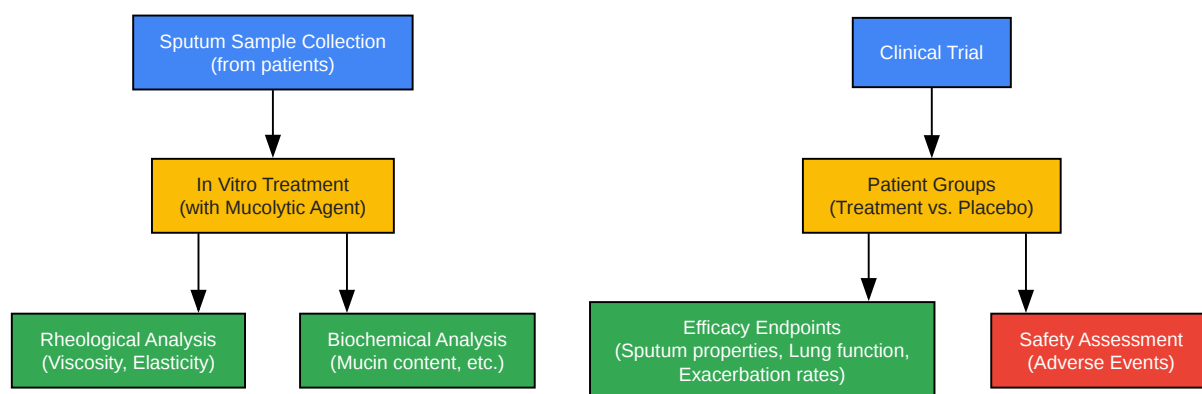 Sputum Sample Collection
(from patients)
In Vitro Treatment
(with Mucolytic Agent)
Rheological Analysis
(Viscosity, Elasticity)
Biochemical Analysis
(Mucin content, etc.)
Clinical Trial
Patient Groups
(Treatment vs. Placebo)
Efficacy Endpoints
(Sputum properties, Lung function,
Exacerbation rates)
Safety Assessment
(Adverse Events)